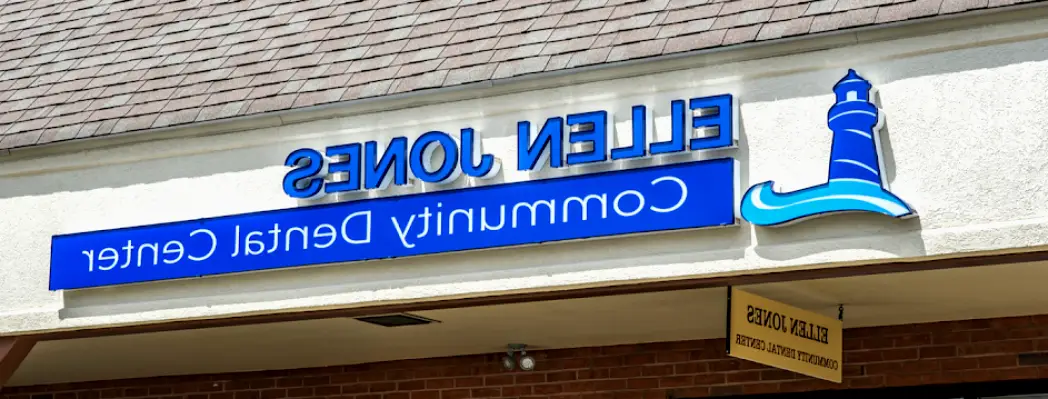 ELLEN JONES
Community Dental Center
ELLEN JONES
COMMUNITY DENTAL CENTER